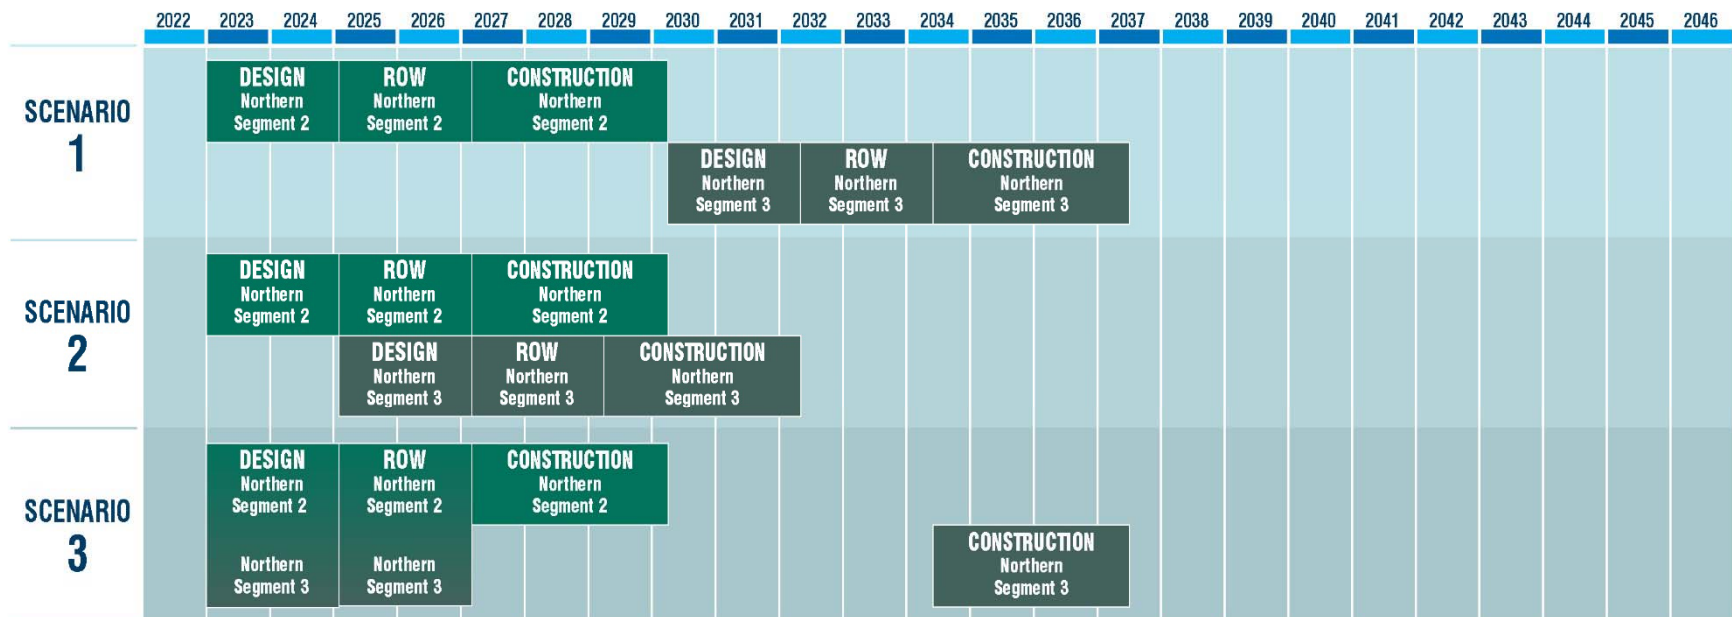 2022 2023 2024 2025 2026 2027 2028 2029 2030 2031 2032 2033 2034 2035 2036 2037 2038 2039 2040 2041 2042 2043 2044 2045 2046
SCENARIO
1
DESIGN
Northern
Segment 2
ROW
Northern
Segment 2
CONSTRUCTION
Northern
Segment 2
DESIGN
Northern
Segment 3
ROW
Northern
Segment 3
CONSTRUCTION
Northern
Segment 3
SCENARIO
2
DESIGN
Northern
Segment 2
ROW
Northern
Segment 2
CONSTRUCTION
Northern
Segment 2
DESIGN
Northern
Segment 3
ROW
Northern
Segment 3
CONSTRUCTION
Northern
Segment 3
SCENARIO
3
DESIGN
Northern
Segment 2
Northern
Segment 3
ROW
Northern
Segment 2
Northern
Segment 3
CONSTRUCTION
Northern
Segment 2
CONSTRUCTION
Northern
Segment 3